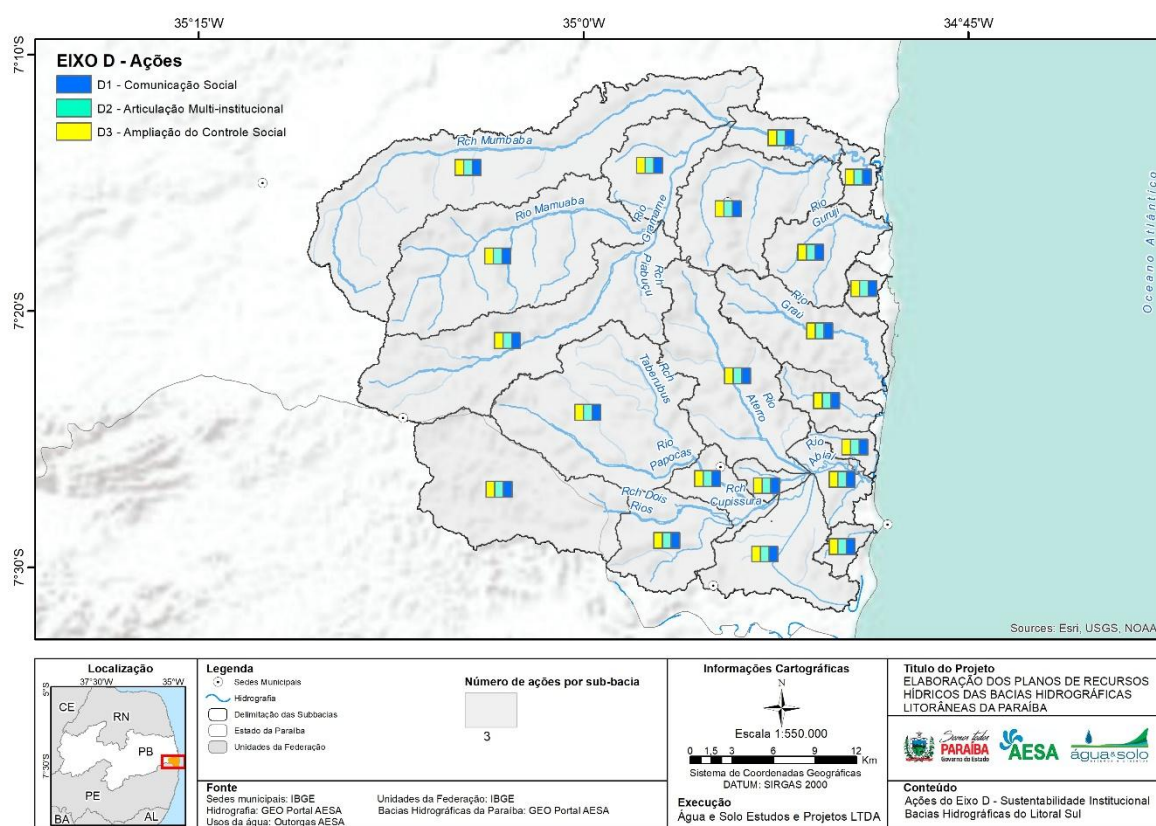 35°15'W
35°0'W
34°45'W
7°10'S
7°20'S
7°30'S
EIXO D - Ações
D1 - Comunicação Social
D2 - Articulação Multi-institucional
D3 - Ampliação do Controle Social
Rch Mumbaba
Rio Mamuaba
Rio
Gramame
Rio
Gurují
Rch
Piabuçu
Rio
Graú
Rch
Taberubus
Rio
Aterro
Rio
Papocas
Rio
Abiaí
Rch
Cupissura
Rch Dois
Rios
Oceano Atlântico
Sources: Esri, USGS, NOAA
Localização
37°30'W
35°W
5°S
7°30'S
CE
RN
PB
PE
BA
AL
Legenda
Sedes Municipais
Hidrografia
Delimitação das Subbacias
Estado da Paraíba
Unidades da Federação
Número de ações por sub-bacia
3
Fonte
Sedes municipais: IBGE
Hidrografia: GEO Portal AESA
Usos da água: Outorgas AESA
Unidades da Federação: IBGE
Bacias Hidrográficas da Paraíba: GEO Portal AESA
Informações Cartográficas
N
Escala 1:550.000
0 1,5 3 6 9 12
Km
Sistema de Coordenadas Geográficas
DATUM: SIRGAS 2000
Execução
Água e Solo Estudos e Projetos LTDA
Titulo do Projeto
ELABORAÇÃO DOS PLANOS DE RECURSOS
HÍDRICOS DAS BACIAS HIDROGRÁFICAS
LITORÂNEAS DA PARAÍBA
Somos todos
PARAÍBA
Governo do Estado
AESA
água&solo
Conteúdo
Ações do Eixo D - Sustentabilidade Institucional
Bacias Hidrográficas do Litoral Sul